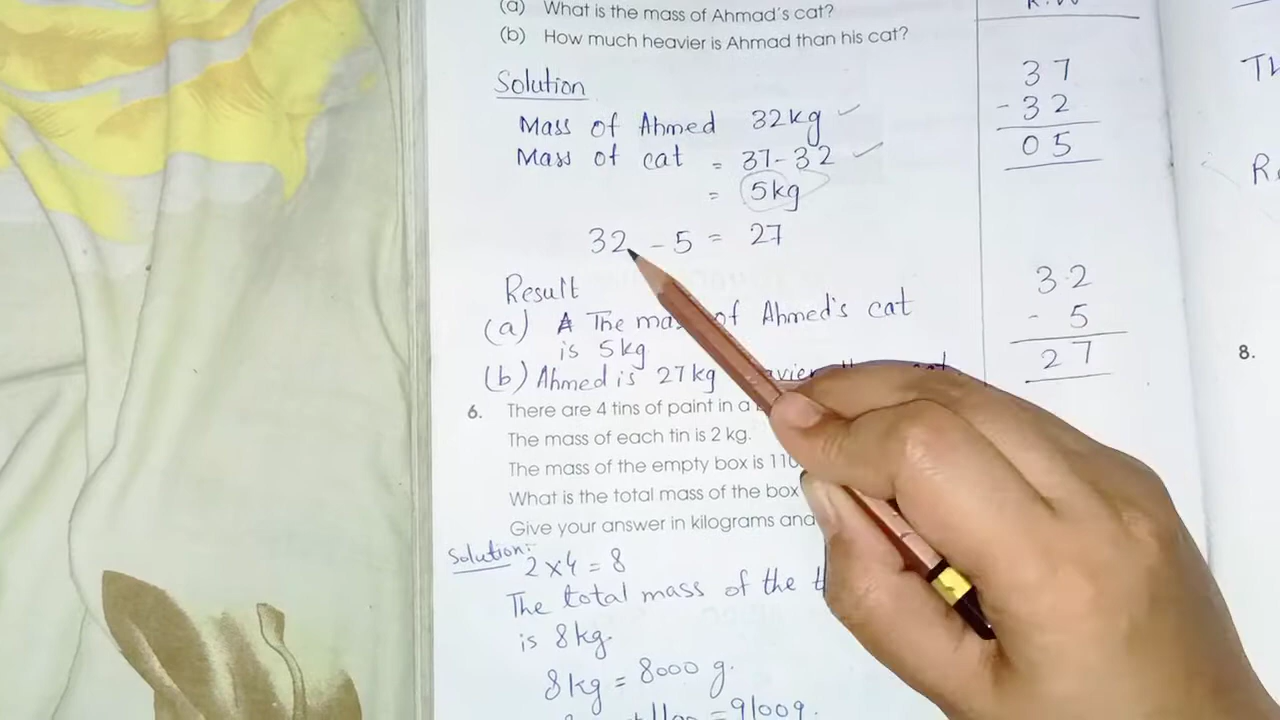 (a) What is the mass of Ahmad's cat?
(b) How much heavier is Ahmad than his cat?
Solution
Mass of Ahmed 32kg
Mass of cat = 37-32
= 5kg
32 - 5 = 27
Result
(a) A The mass of Ahmed's cat
is 5kg
(b) Ahmed is 27kg
6. There are 4 tins of paint in a
The mass of each tin is 2 kg.
The mass of the empty box is 110
What is the total mass of the box
Give your answer in kilograms and
Solution:
2 x 4 = 8
The total mass of the
is 8kg.
8kg = 8000 g.
= 9100g.
37
- 32
05
3.2
- 5
27
8.